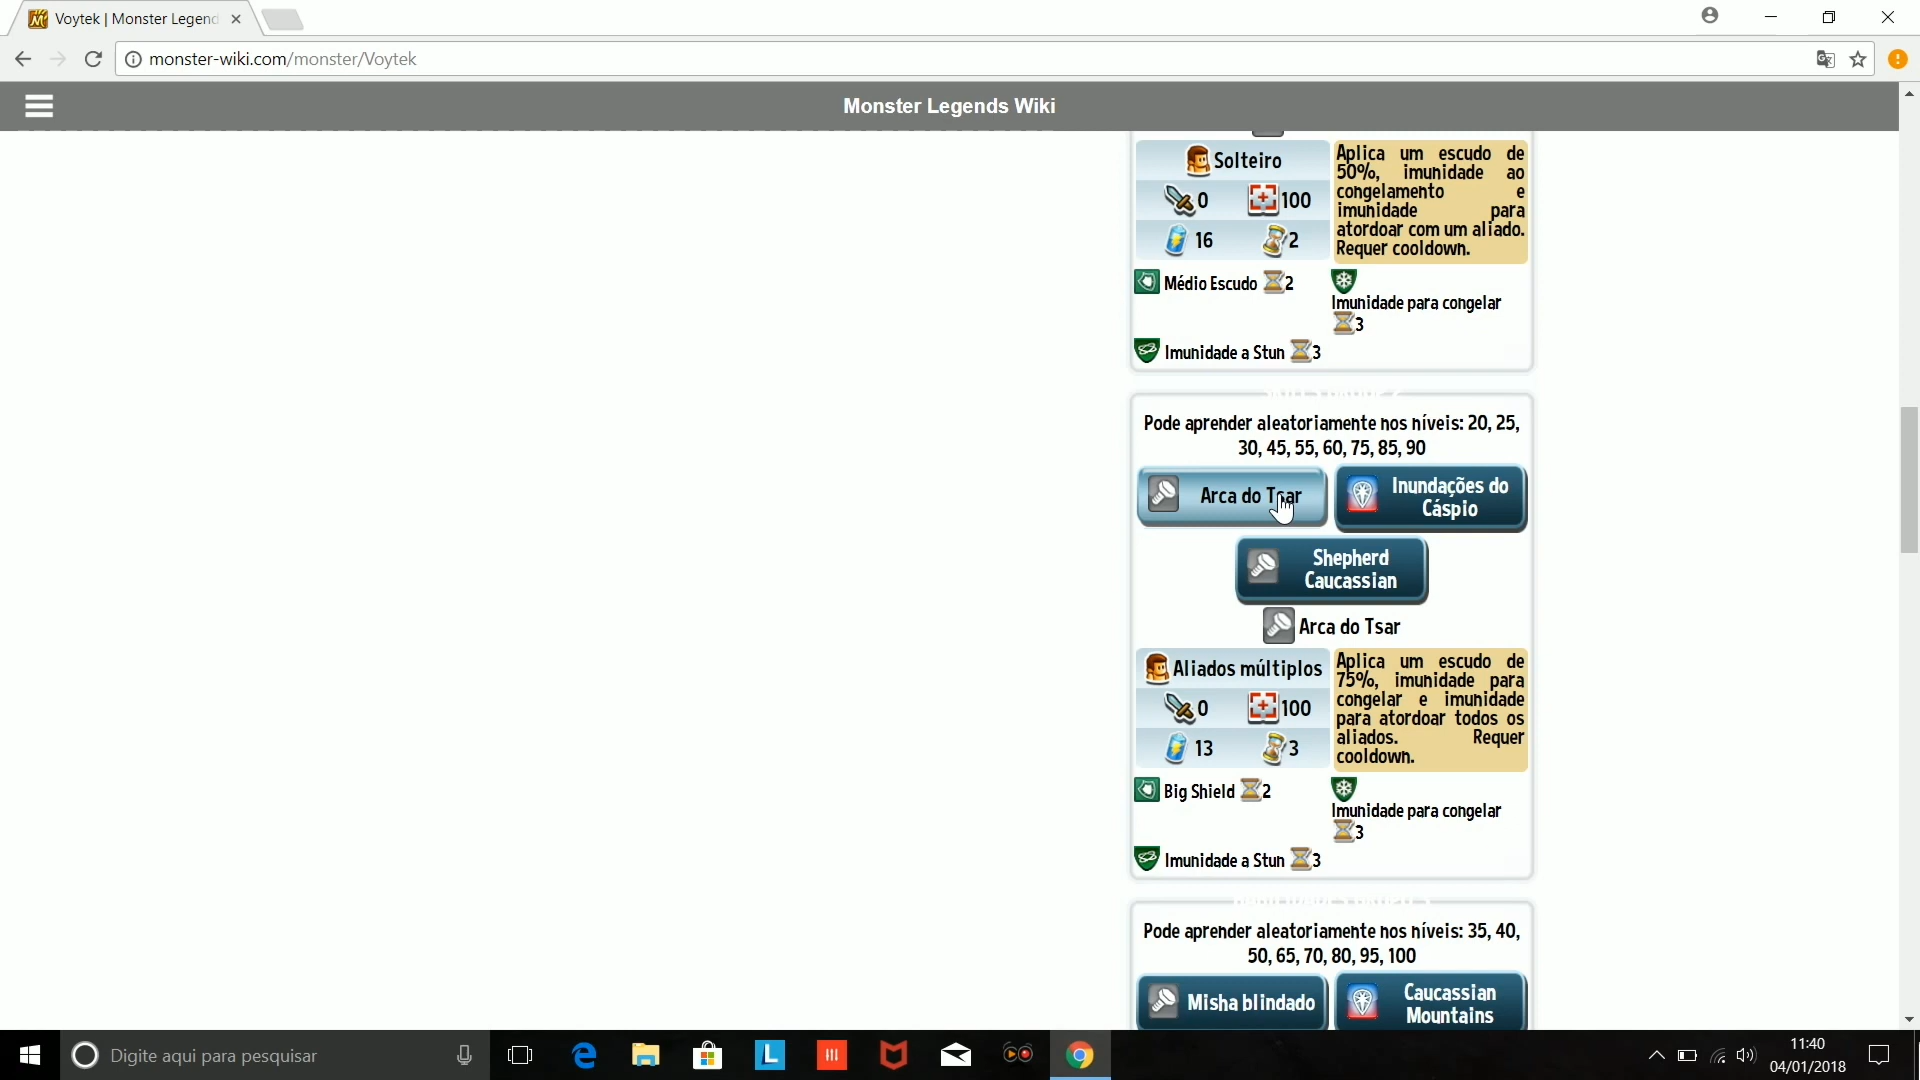 Voytek | Monster Legend
monster-wiki.com/monster/Voytek
Monster Legends Wiki
Solteiro
0
100
16
2
Aplica um escudo de
50%, imunidade ao
congelamento e
imunidade para
atordoar com um aliado.
Requer cooldown.
Médio Escudo 2
Imunidade para congelar
3
Imunidade a Stun 3
Pode aprender aleatoriamente nos níveis: 20, 25,
30, 45, 55, 60, 75, 85, 90
Arca do Tsar
Inundações do
Cáspio
Shepherd
Caucassian
Arca do Tsar
Aliados múltiplos
0
100
13
3
Aplica um escudo de
75%, imunidade para
congelar e imunidade
para atordoar todos os
aliados. Requer
cooldown.
Big Shield 2
Imunidade para congelar
3
Imunidade a Stun 3
Pode aprender aleatoriamente nos níveis: 35, 40,
50, 65, 70, 80, 95, 100
Misha blindado
Caucassian
Mountains
Digite aqui para pesquisar
11:40
04/01/2018